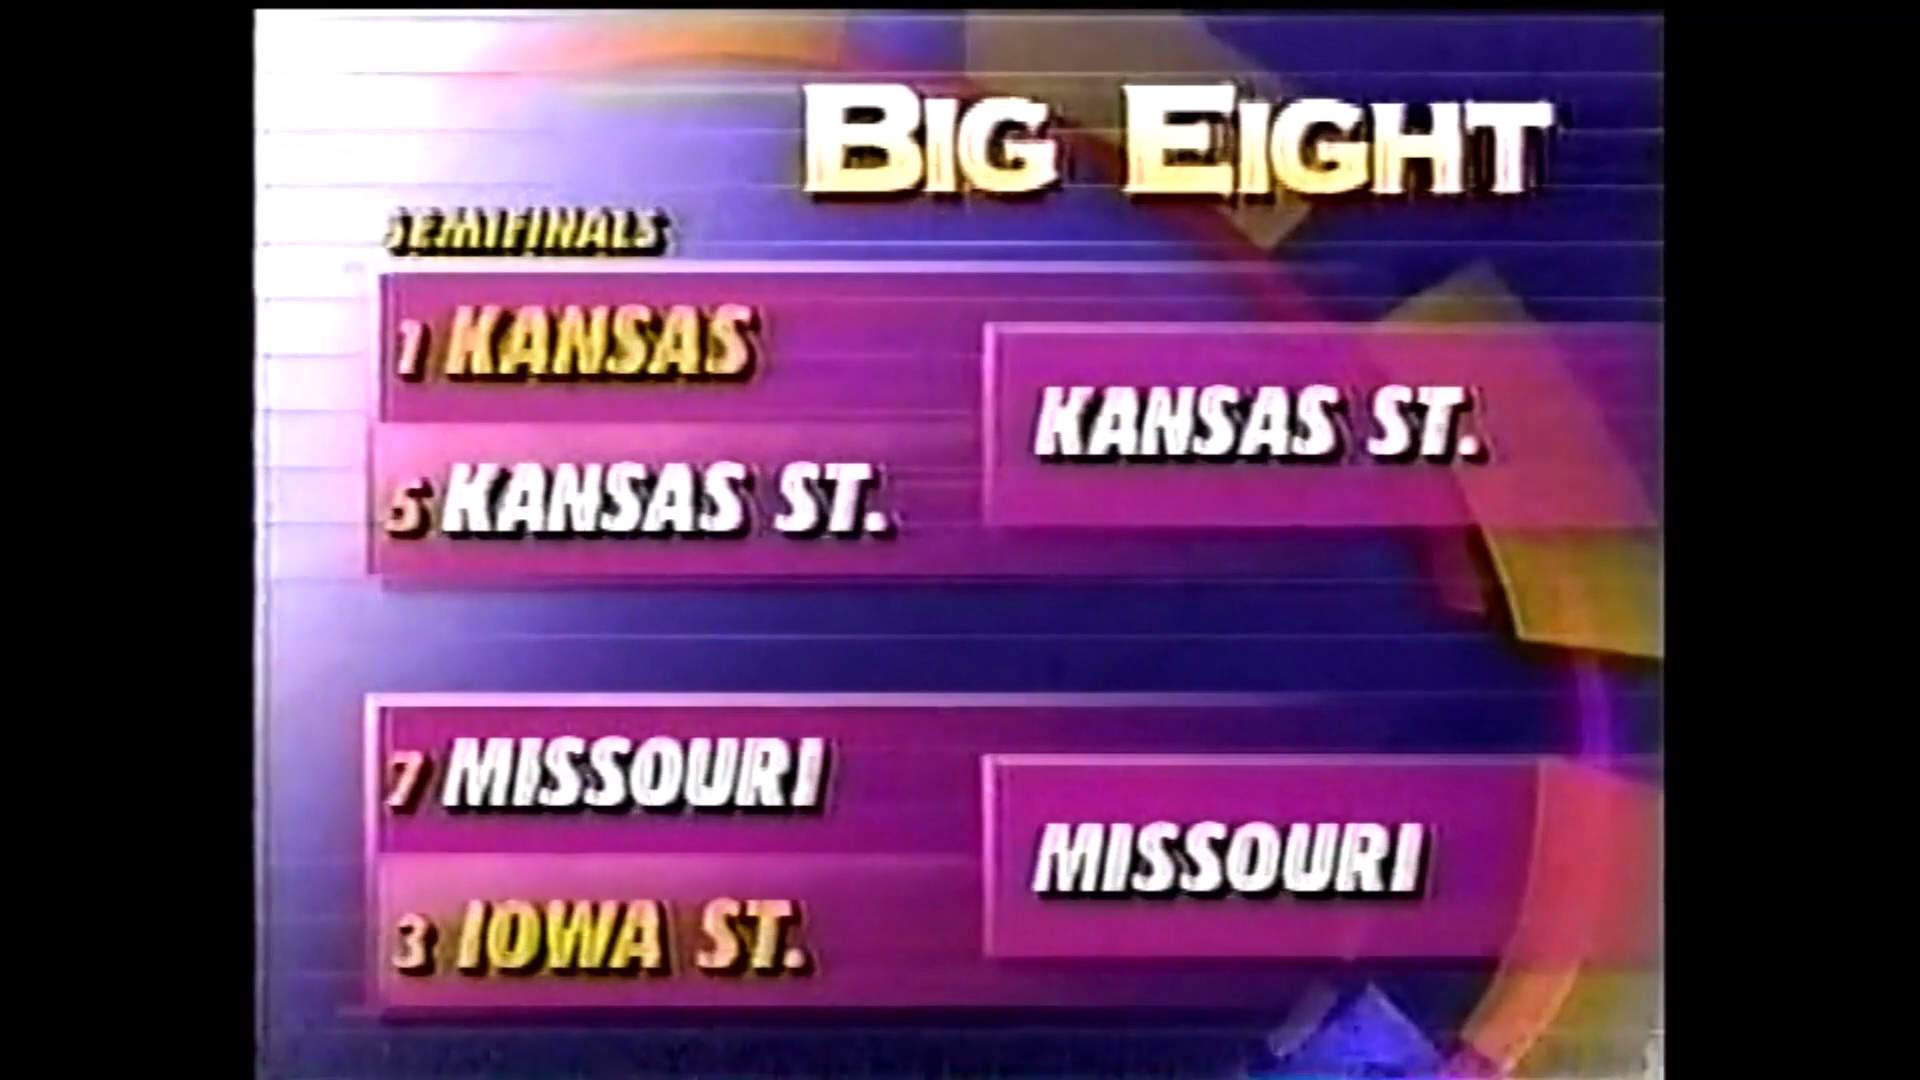 BIG EIGHT
SEMIFINALS
1 KANSAS
5 KANSAS ST.
KANSAS ST.
7 MISSOURI
3 IOWA ST.
MISSOURI